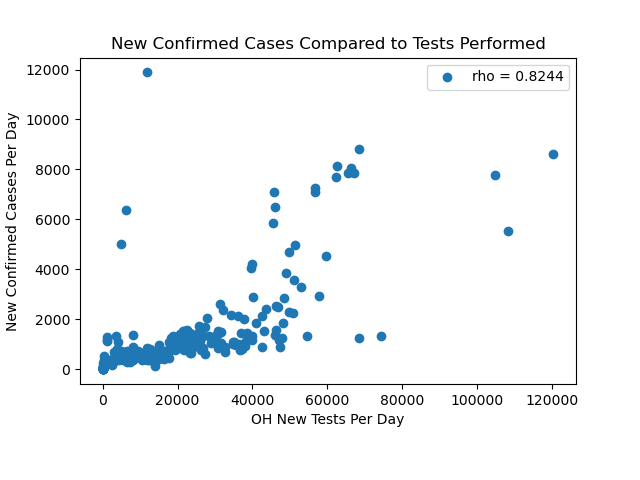 New Confirmed Cases Compared to Tests Performed
rho = 0.8244
New Confirmed Caeses Per Day
12000
10000
8000
6000
4000
2000
0
0 20000 40000 60000 80000 100000 120000
OH New Tests Per Day